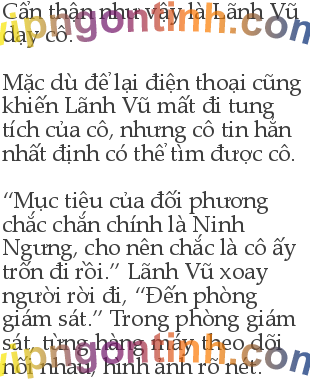 Cẩn thận như vậy là Lãnh Vũ
dạy cô.
vipngontinh.com
Mặc dù để lại điện thoại cũng
khiến Lãnh Vũ mất đi tung
tích của cô, nhưng cô tin hắn
nhất định có thể tìm được cô.
“Mục tiêu của đối phương
chắc chắn chính là Ninh
Ngưng, cho nên chắc là cô ấy
trốn đi rồi.” Lãnh Vũ xoay
người rời đi, “Đến phòng
giám sát.” Trong phòng giám
sát, từng hàng máy theo dõi
nối nhau, hình ảnh rõ nét.
vipngontinh.com